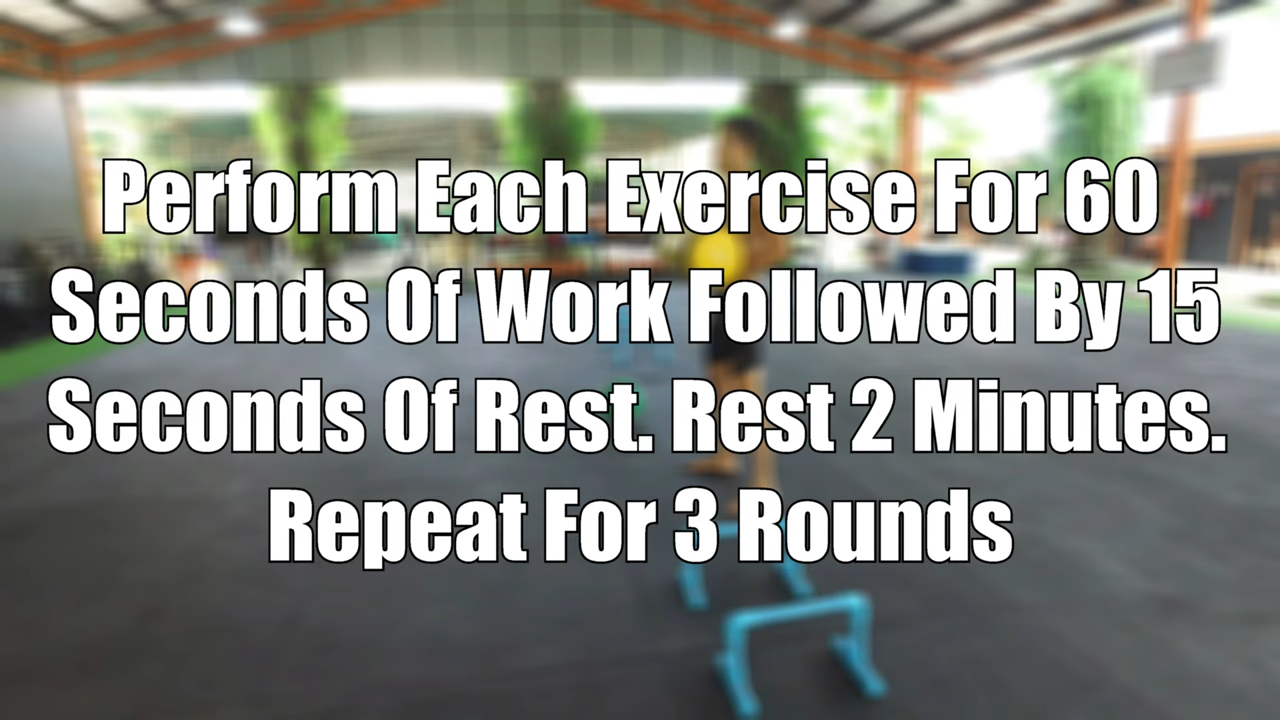 Perform Each Exercise For 60
Seconds Of Work Followed By 15
Seconds Of Rest. Rest 2 Minutes.
Repeat For 3 Rounds